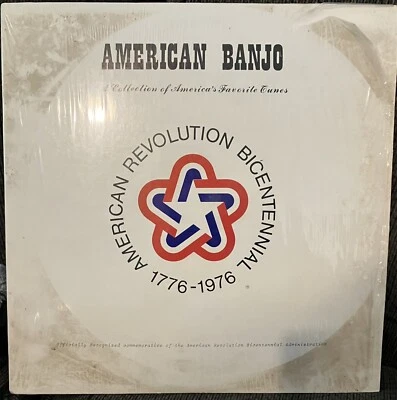 AMERICAN BANJO
A Collection of America's Favorite Tunes
AMERICAN REVOLUTION BICENTENNIAL
1776-1976
Officially Recognized Commemorative of the American Revolution Bicentennial Administration